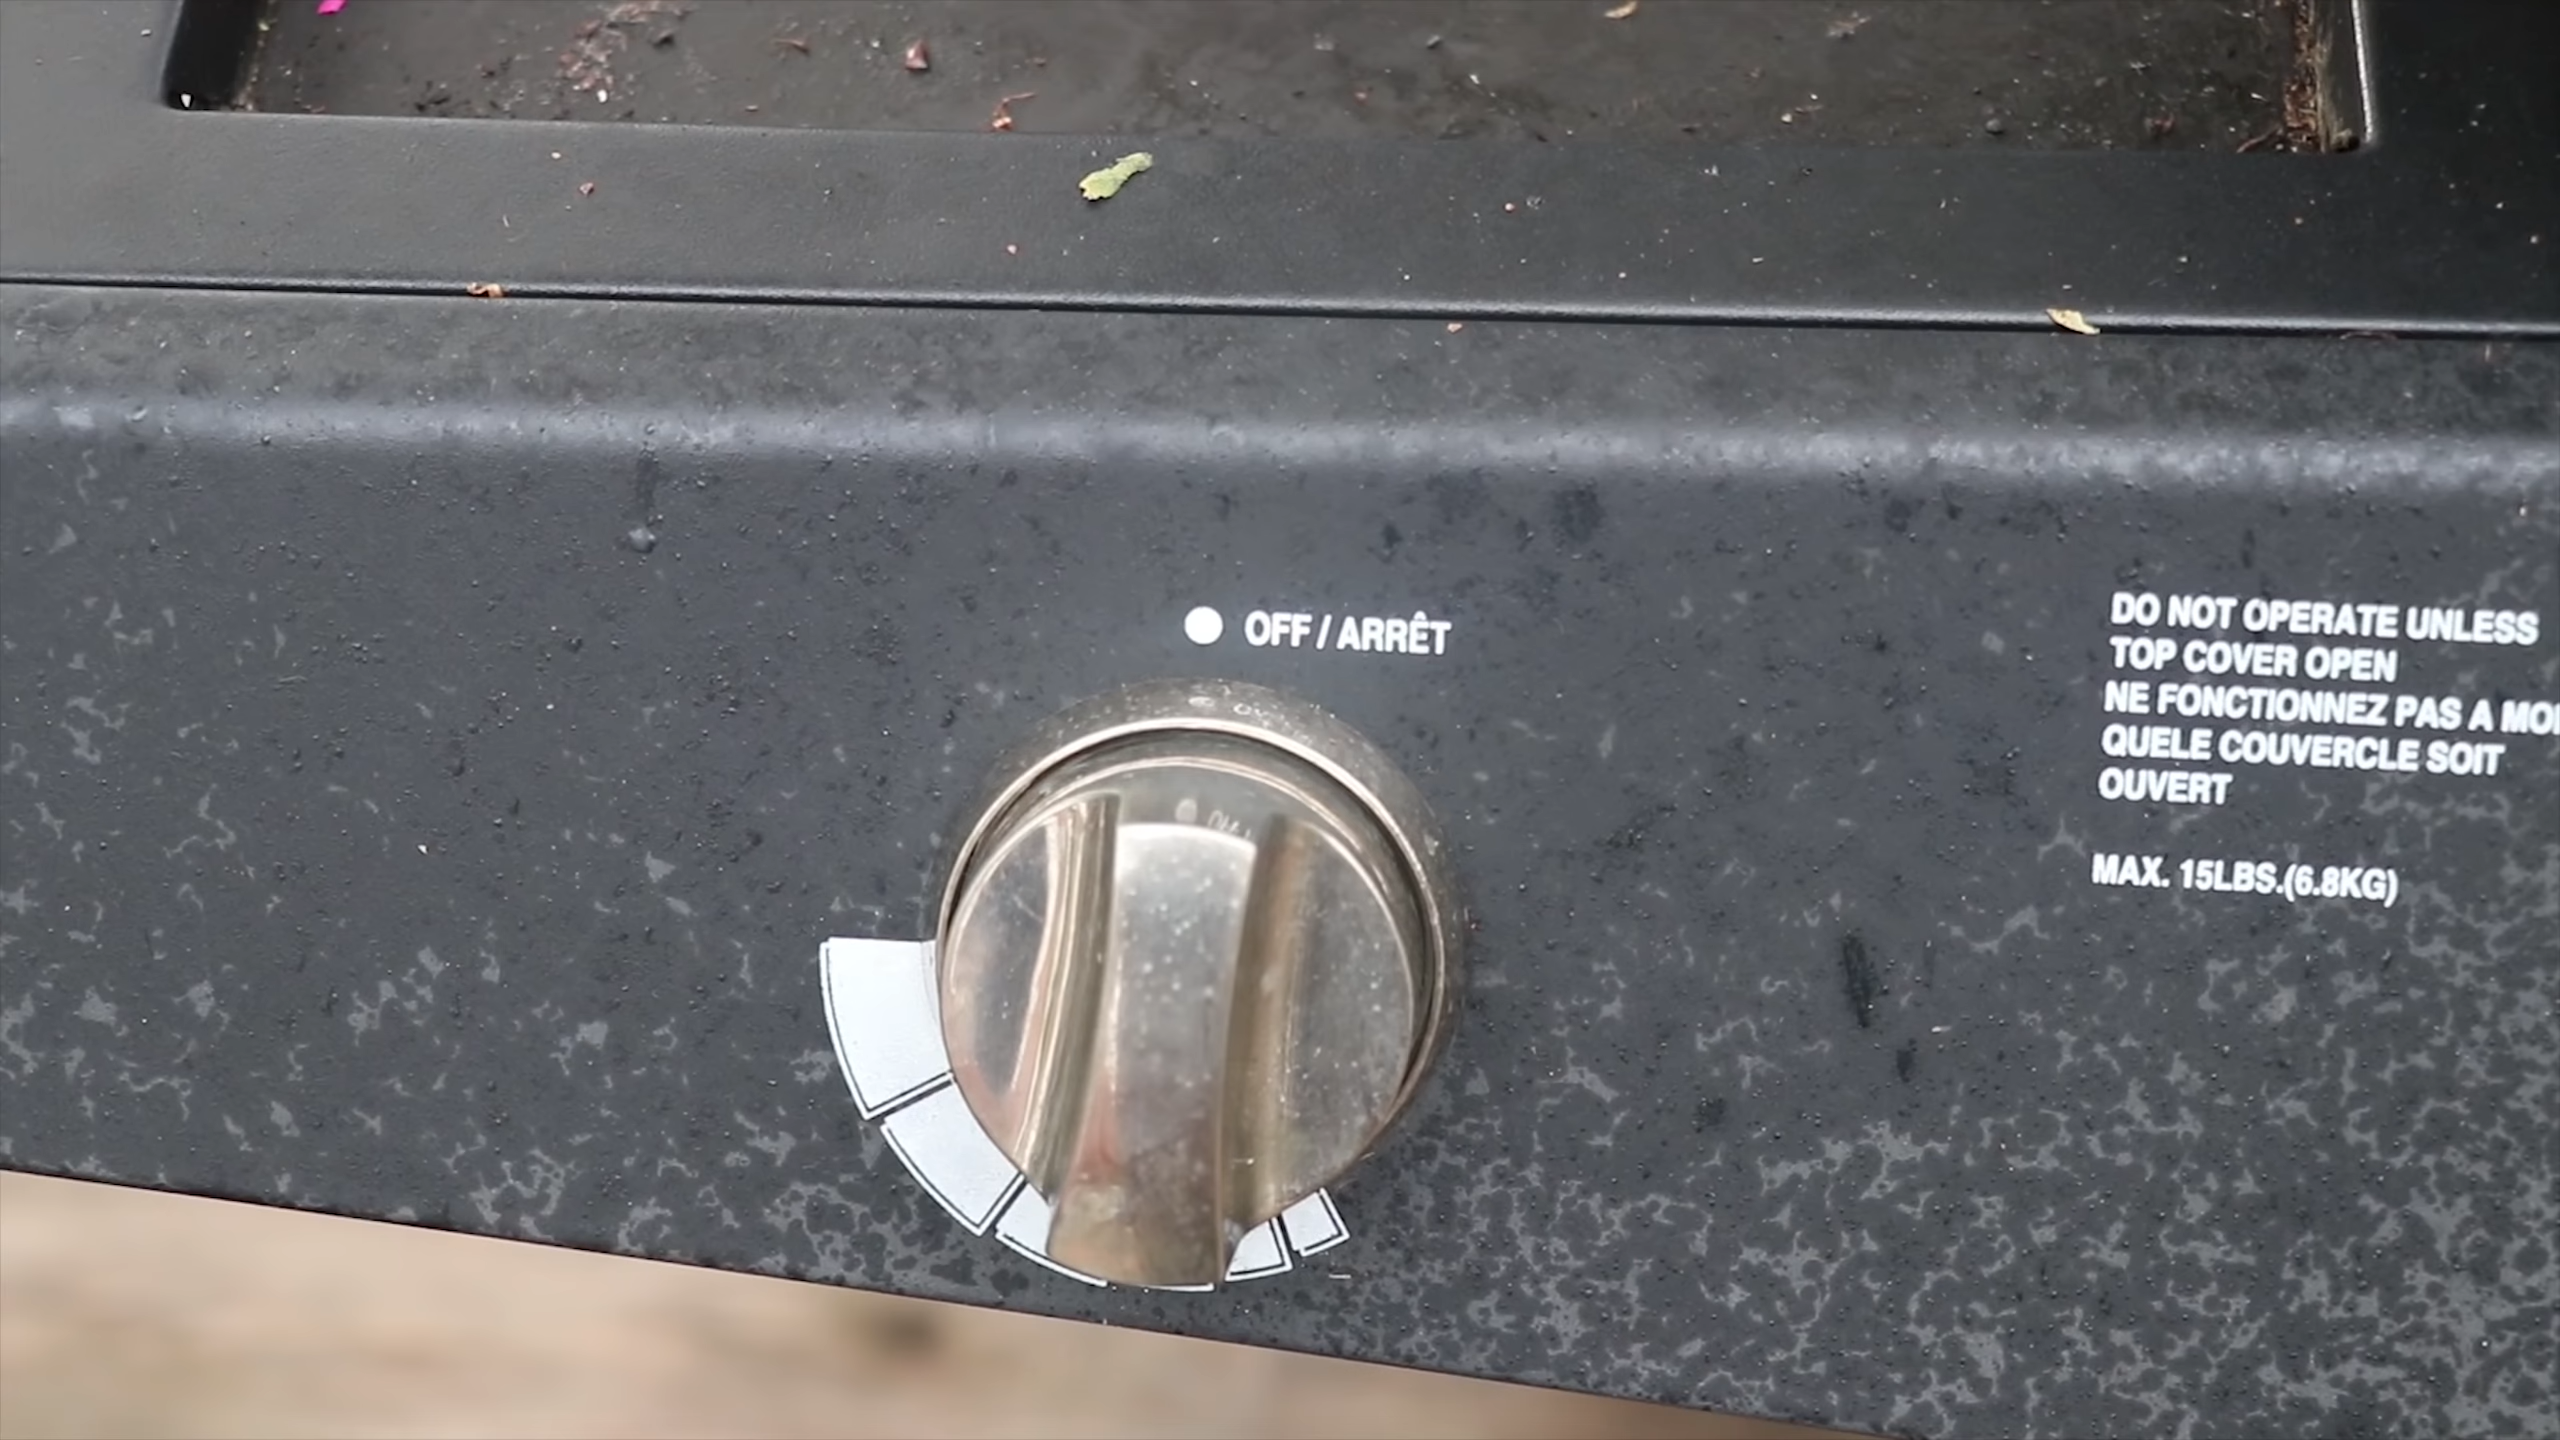 OFF / ARRÊT
DO NOT OPERATE UNLESS
TOP COVER OPEN
NE FONCTIONNEZ PAS A
QUELE COUVERCLE SOIT
OUVERT
MAX. 15LBS.(6.8KG)